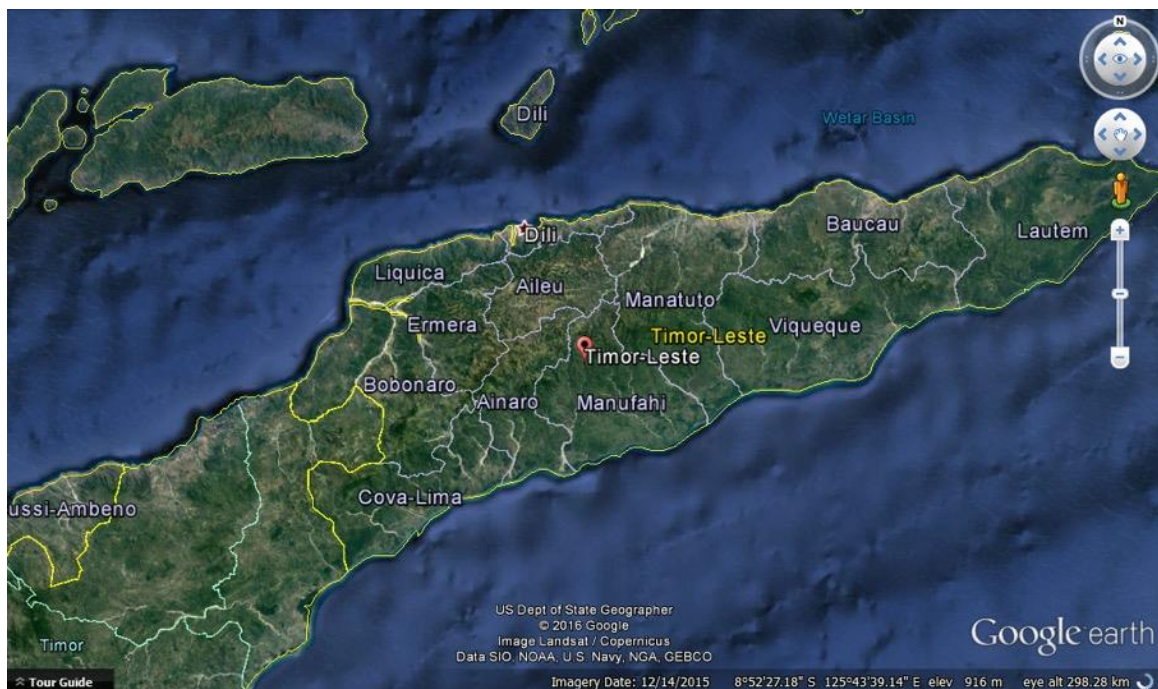 N
Dili
Wetar Basin
Dili
Baucau
Lautem
Liquica
Aileu
Manatuto
Ermera
Timor-Leste
Viqueque
Timor-Leste
Bobonaro
Ainaro
Manufahi
Cova-Lima
ussi-Ambeno
US Dept of State Geographer
© 2016 Google
Image Landsat / Copernicus
Data SIO, NOAA, U.S. Navy, NGA, GEBCO
Google earth
Timor
Tour Guide
Imagery Date: 12/14/2015 8°52'27.18" S 125°43'39.14" E elev 916 m eye alt 298.28 km